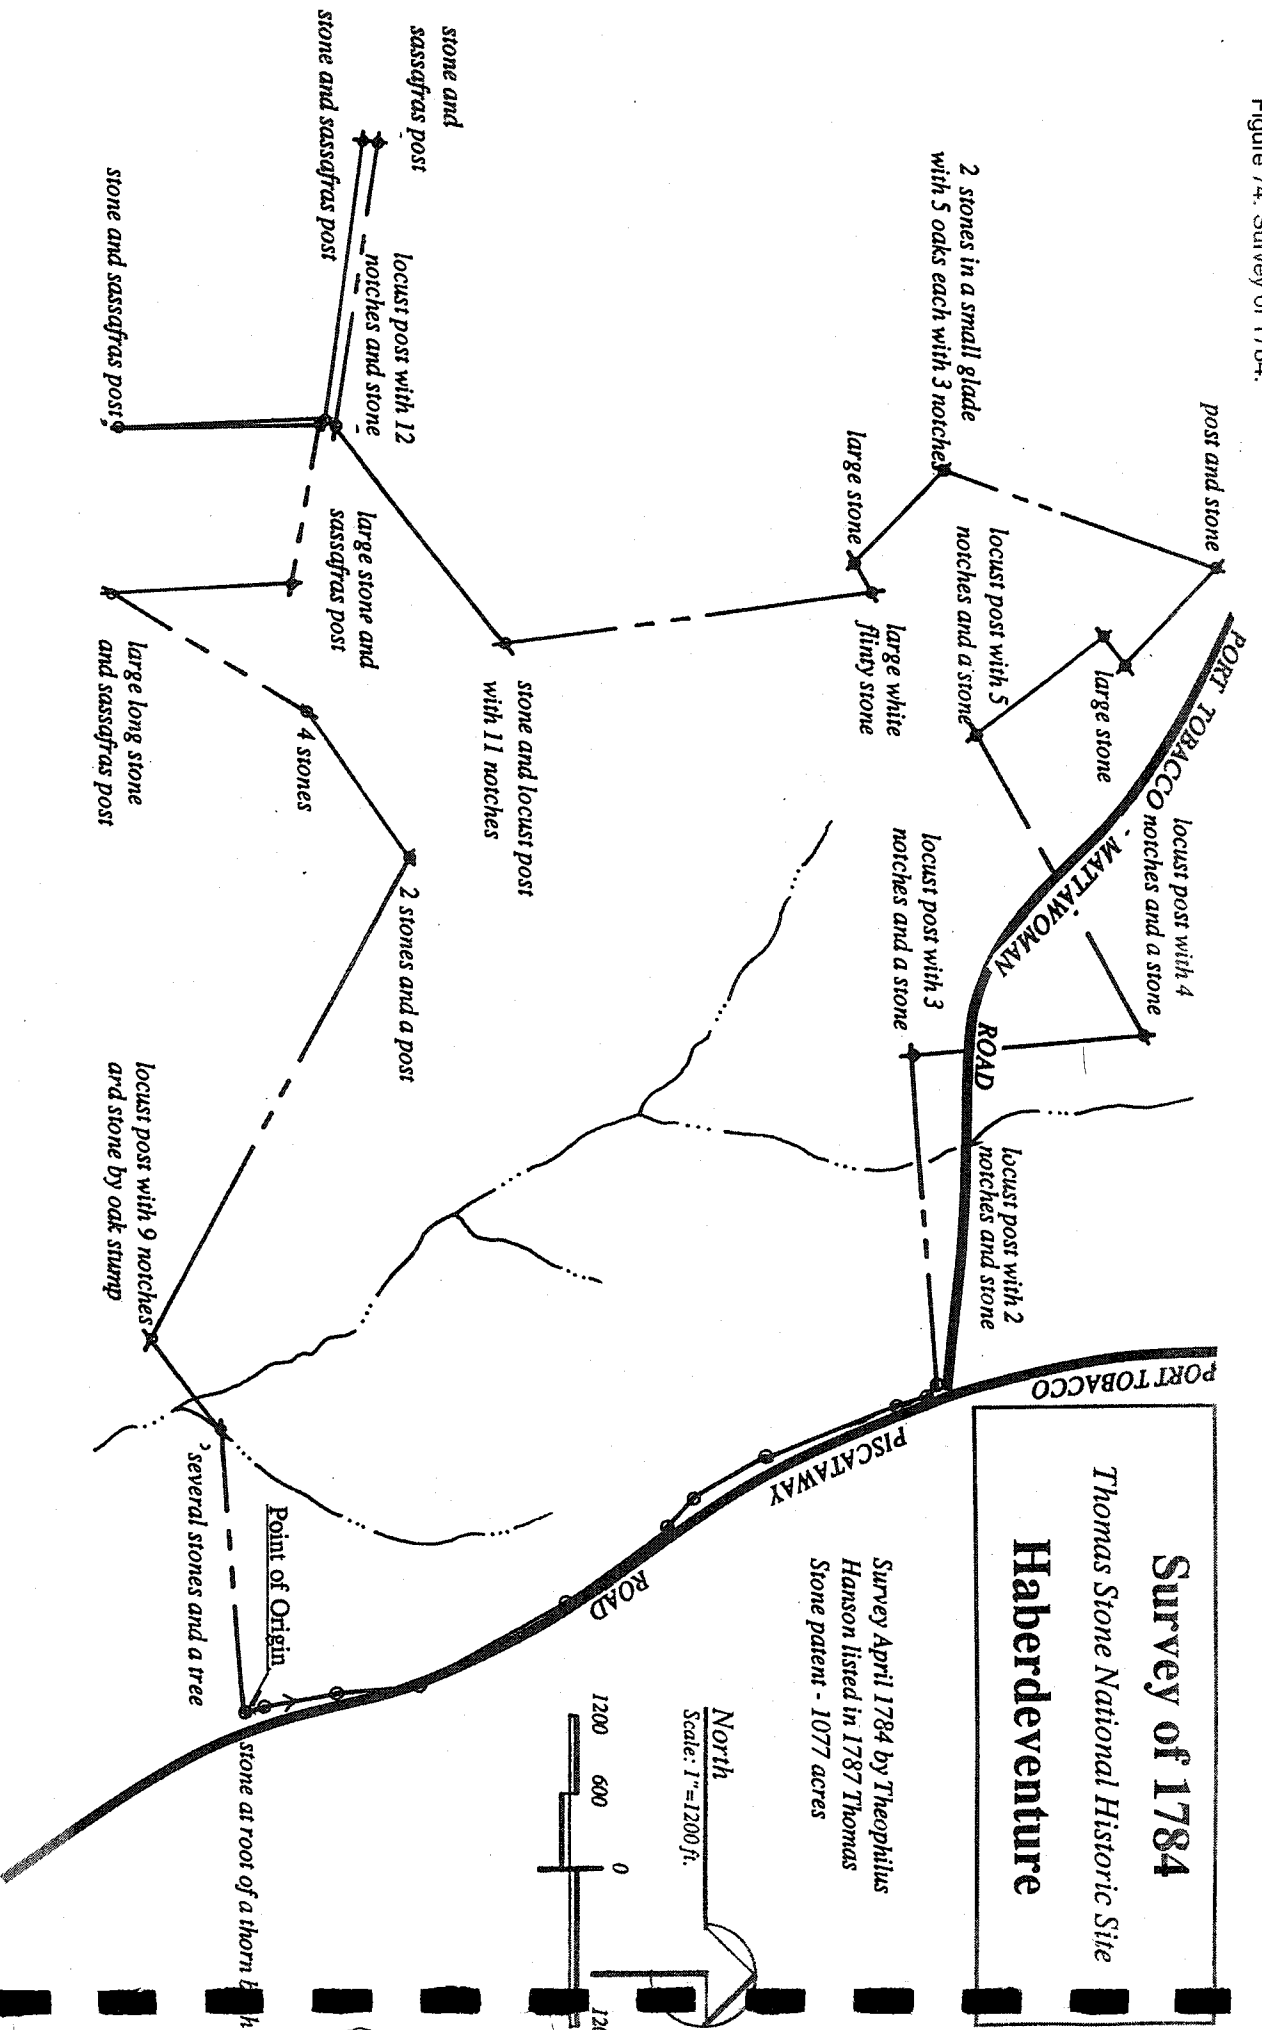 Figure 74. Survey of 1784.
Survey of 1784
Thomas Stone National Historic Site
Haberdeventure
Survey April 1784 by Theophilus
Hanson listed in 1787 Thomas
Stone patent - 1077 acres
North
Scale: 1"=1200 ft.
1200
600
0
PORT TOBACCO
PISCATAWAY
ROAD
PORT TOBACCO - MATTAWOMAN
ROAD
post and stone
large stone
locust post with 4
notches and a stone
locust post with 5
notches and a stone
2 stones in a small glade
with 5 oaks each with 3 notches
large stone
large white
flinty stone
locust post with 3
notches and a stone
locust post with 2
notches and stone
stone and
sassafras post
stone and sassafras post
locust post with 12
notches and stone
stone and locust post
with 11 notches
large stone and
sassafras post
stone and sassafras post
large long stone
and sassafras post
4 stones
2 stones and a post
locust post with 9 notches
and stone by oak stump
several stones and a tree
Point of Origin
stone at root of a thorn